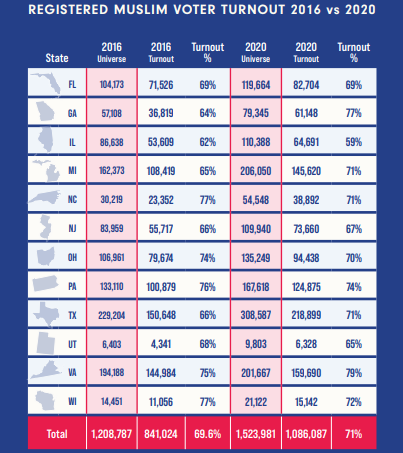 REGISTERED MUSLIM VOTER TURNOUT 2016 vs 2020
State 2016 Universe 2016 Turnout Turnout % 2020 Universe 2020 Turnout Turnout %
FL 104,173 71,526 69% 119,664 82,704 69%
GA 57,108 36,819 64% 79,345 61,148 77%
IL 86,638 53,609 62% 110,388 64,691 59%
MI 162,373 108,419 65% 206,050 145,620 71%
NC 30,219 23,352 77% 54,548 38,892 71%
NJ 83,959 55,717 66% 109,940 73,660 67%
OH 106,961 79,674 74% 135,249 94,438 70%
PA 133,110 100,879 76% 167,618 124,875 74%
TX 229,204 150,648 66% 308,587 218,899 71%
UT 6,403 4,341 68% 9,803 6,328 65%
VA 194,188 144,984 75% 201,667 159,690 79%
WI 14,451 11,056 77% 21,122 15,142 72%
Total 1,208,787 841,024 69.6% 1,523,981 1,086,087 71%